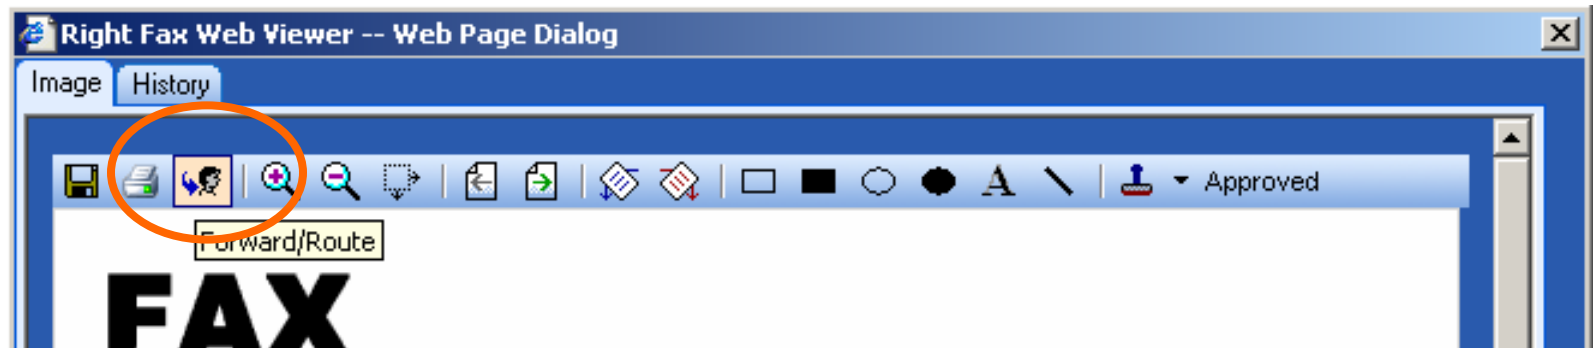 Right Fax Web Viewer -- Web Page Dialog
Image History
A Approved
Forward/Route
FAX